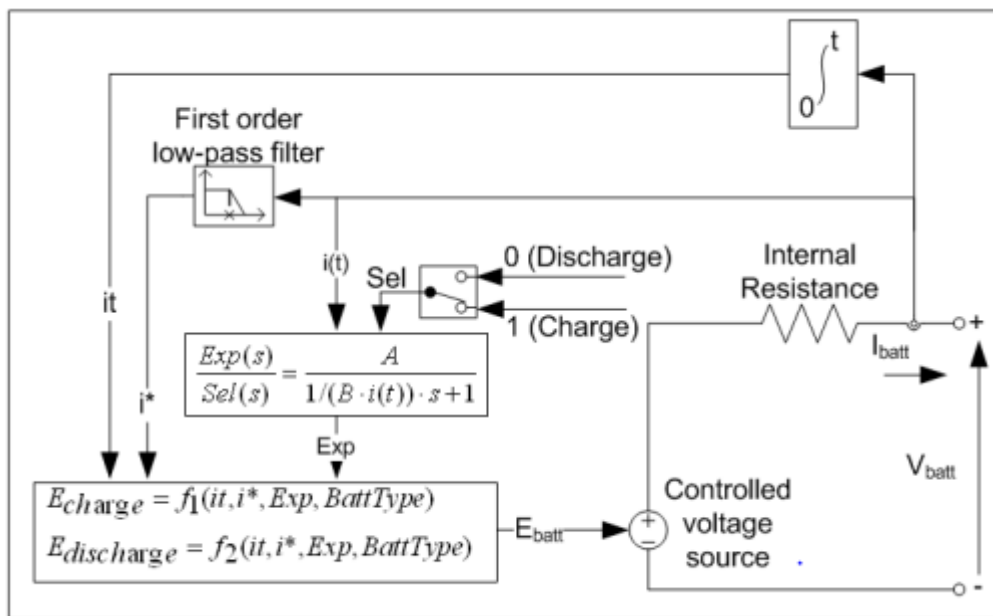 t
0
First order
low-pass filter
it
i*
i(t)
Sel
0 (Discharge)
1 (Charge)
Internal
Resistance
Exp(s)/Sel(s) = A/(1/(B · i(t)) · s+1)
Exp
I_batt
+
V_batt
-
E_charge = f_1(it, i*, Exp, BattType)
E_discharge = f_2(it, i*, Exp, BattType)
E_batt
Controlled
voltage
source
+
−